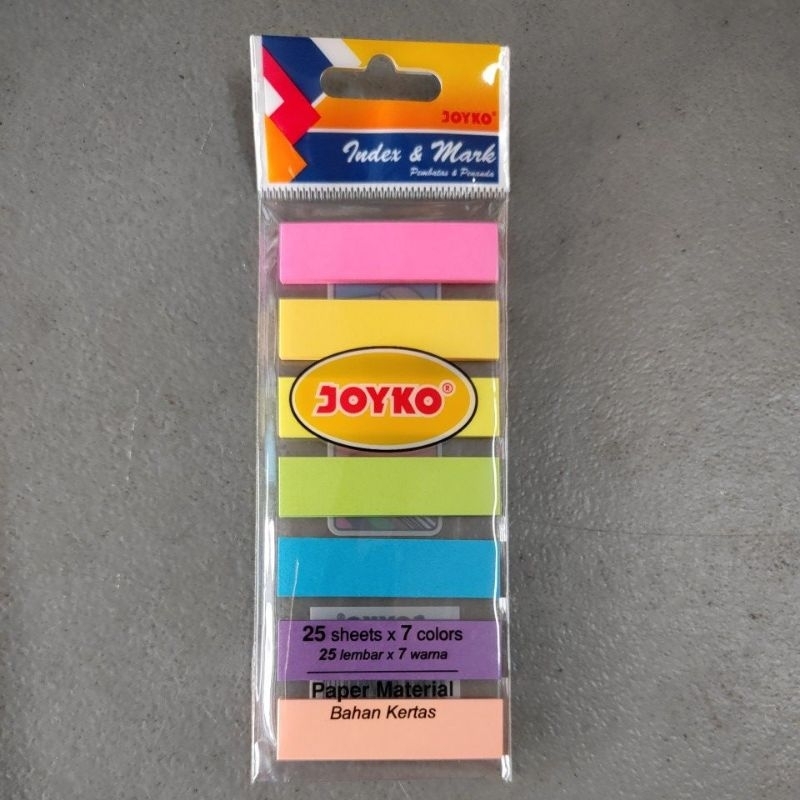 JOYKO®
Index & Mark
Pembatas & Penanda
JOYKO®
25 sheets x 7 colors
25 lembar x 7 warna
Paper Material
Bahan Kertas